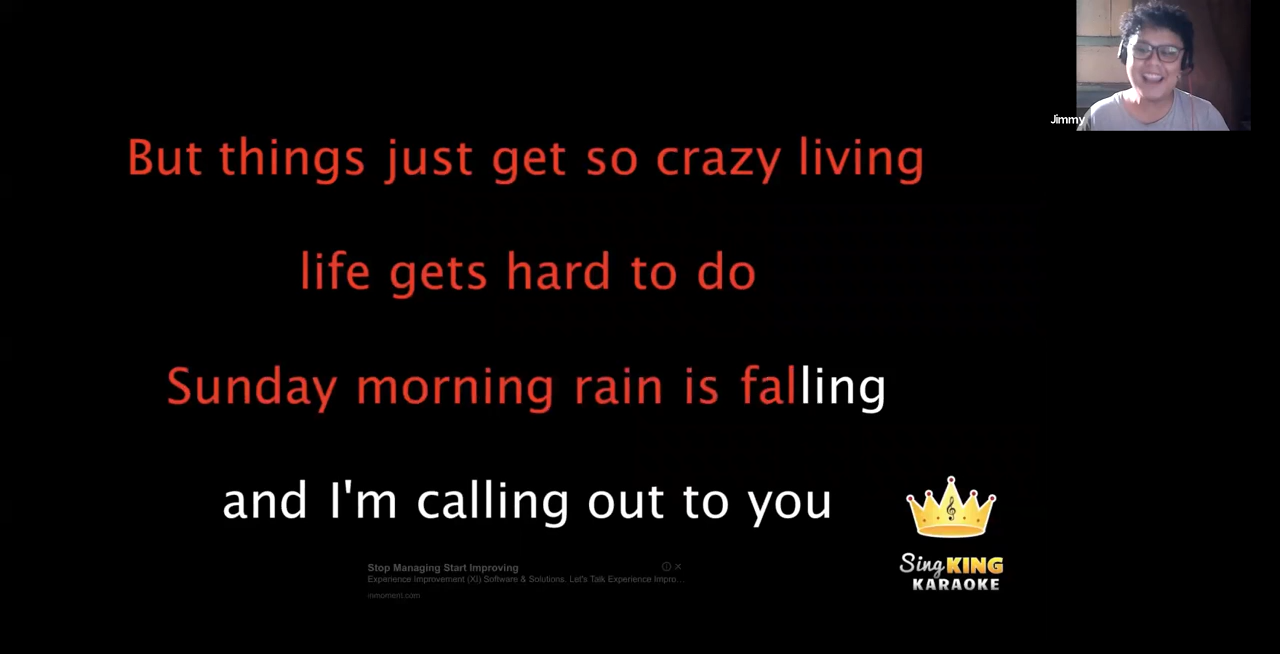 Jimmy
But things just get so crazy living
life gets hard to do
Sunday morning rain is falling
and I'm calling out to you
Sing KING
KARAOKE
Stop Managing Start Improving
Experience Improvement (XI) Software & Solutions. Let's Talk Experience Impro...
inmoment.com